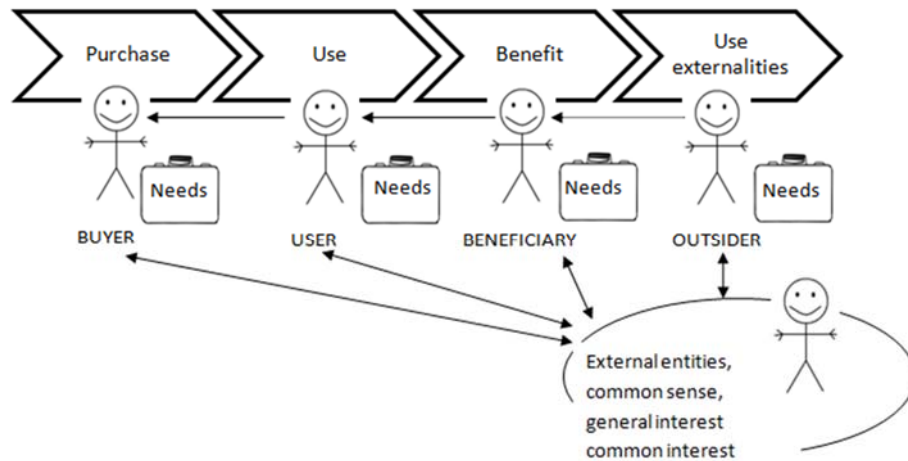 Purchase
Use
Benefit
Use
externalities
Needs
Needs
Needs
Needs
BUYER
USER
BENEFICIARY
OUTSIDER
External entities,
common sense,
general interest
common interest